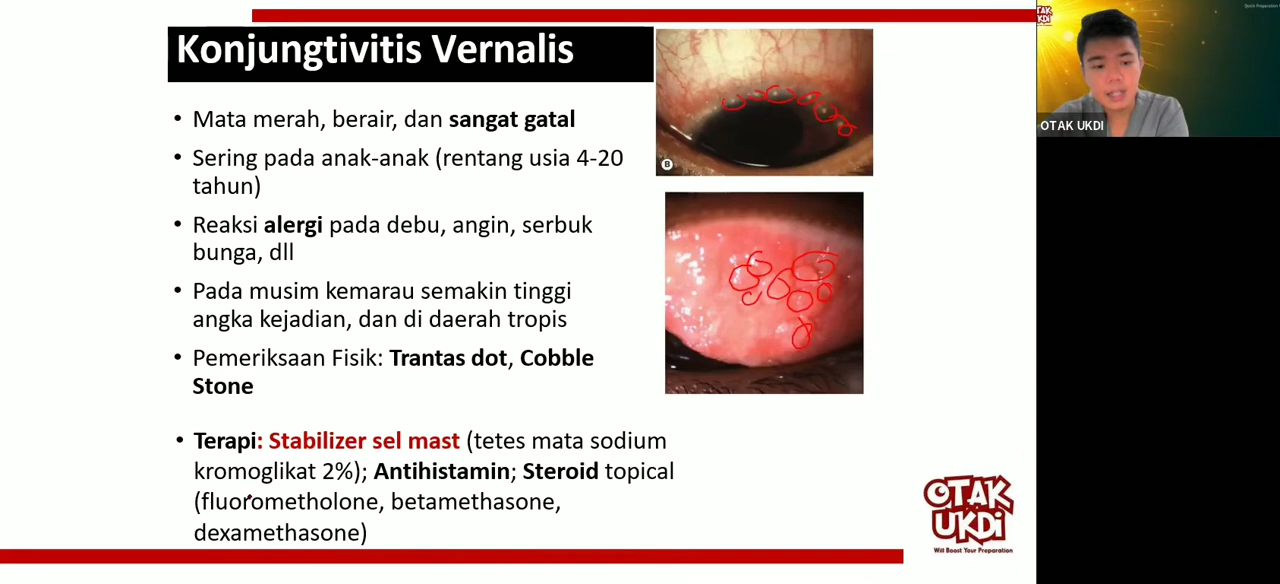 Konjungtivitis Vernalis
• Mata merah, berair, dan sangat gatal
• Sering pada anak-anak (rentang usia 4-20
tahun)
• Reaksi alergi pada debu, angin, serbuk
bunga, dll
• Pada musim kemarau semakin tinggi
angka kejadian, dan di daerah tropis
• Pemeriksaan Fisik: Trantas dot, Cobble
Stone
• Terapi: Stabilizer sel mast (tetes mata sodium
kromoglikat 2%); Antihistamin; Steroid topical
(fluorometholone, betamethasone,
dexamethasone)
B
OTAK
UKDI
Will Boost Your Preparation
OTAK UKDI